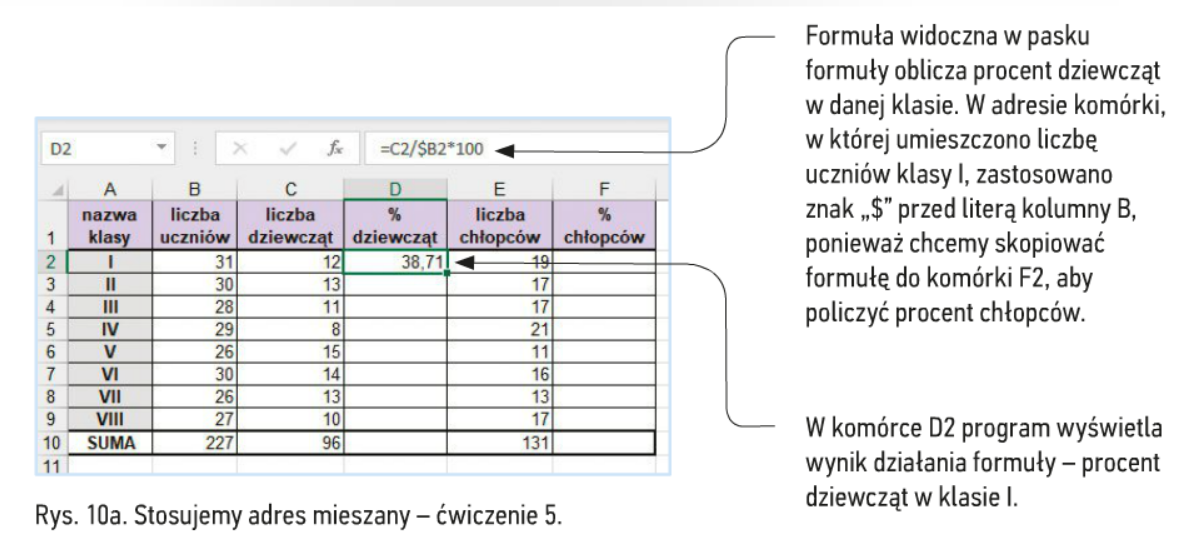 Formuła widoczna w pasku
formuły oblicza procent dziewcząt
w danej klasie. W adresie komórki,
w której umieszczono liczbę
uczniów klasy I, zastosowano
znak „$” przed literą kolumny B,
ponieważ chcemy skopiować
formułę do komórki F2, aby
policzyć procent chłopców.
D2 fx =C2/$B2*100
A B C D E F
1 nazwa klasy liczba uczniów liczba dziewcząt % dziewcząt liczba chłopców % chłopców
2 I 31 12 38,71 19
3 II 30 13 17
4 III 28 11 17
5 IV 29 8 21
6 V 26 15 11
7 VI 30 14 16
8 VII 26 13 13
9 VIII 27 10 17
10 SUMA 227 96 131
11
W komórce D2 program wyświetla
wynik działania formuły – procent
dziewcząt w klasie I.
Rys. 10a. Stosujemy adres mieszany – ćwiczenie 5.